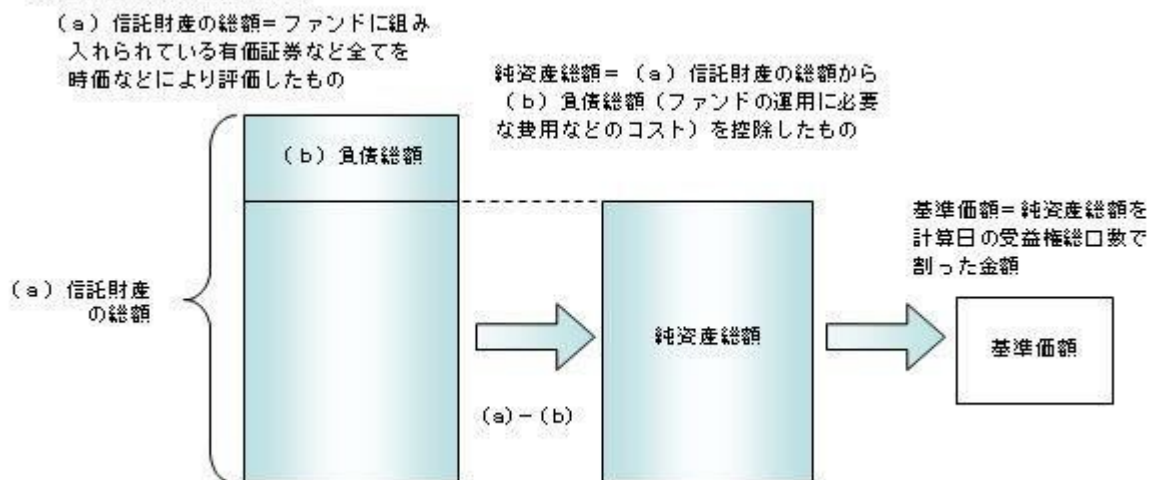 (a)信託財産の総額=ファンドに組み
入れられている有価証券など全てを
時価などにより評価したもの
純資産総額=(a)信託財産の総額から
(b)負債総額(ファンドの運用に必要
な費用などのコスト)を控除したもの
(b)負債総額
基準価額=純資産総額を
計算日の受益権総口数で
割った金額
(a)信託財産
の総額
純資産総額
基準価額
(a)-(b)